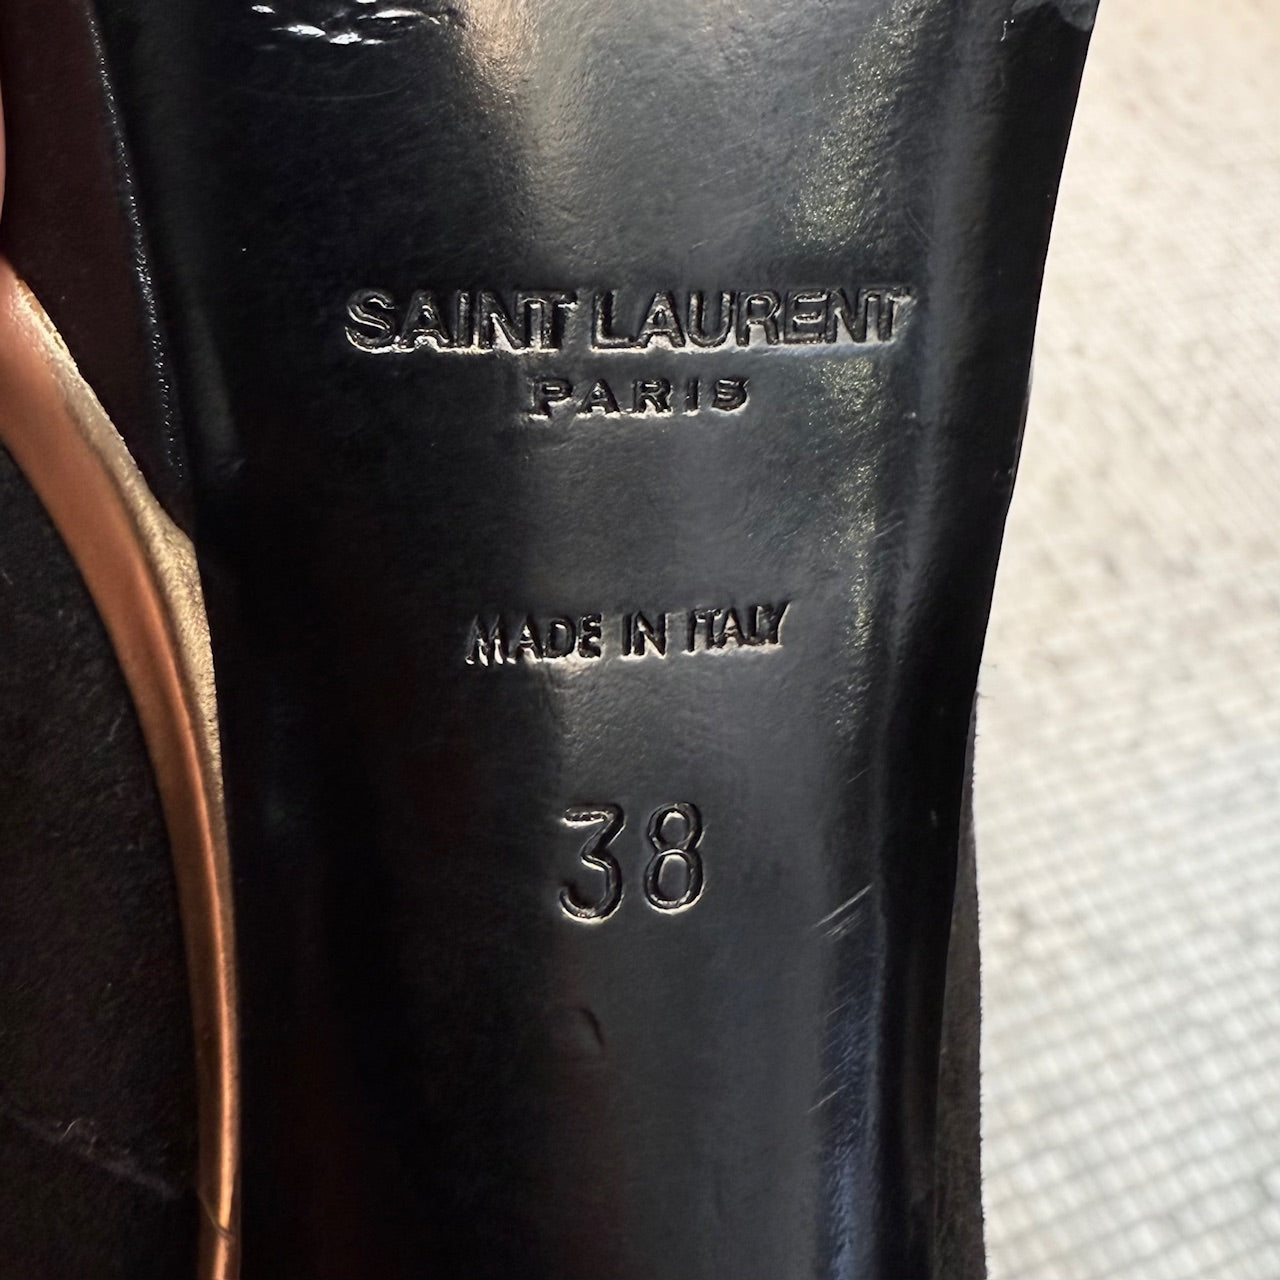 SAINT LAURENT
PARIS
MADE IN ITALY
38